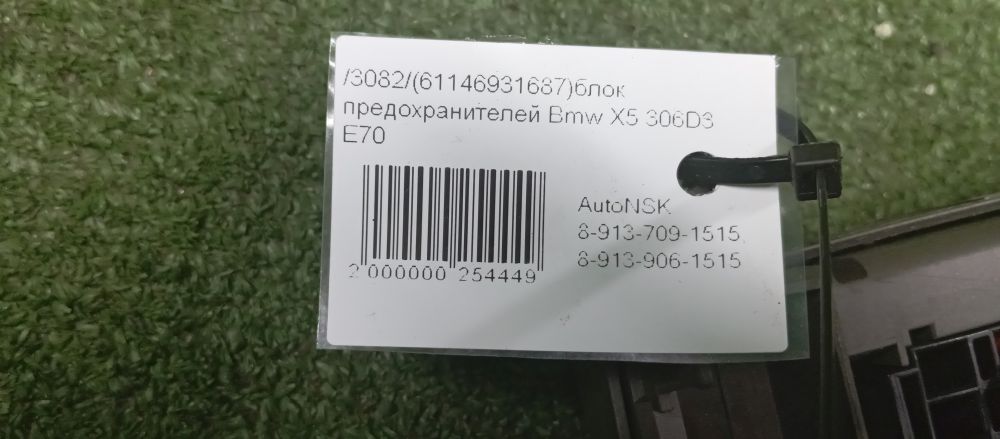 /3082/(61146931687)блок
предохранителей Bmw X5 306D3
E70
AutoNSK
8-913-709-1515,
8-913-906-1515
2 000000 254449